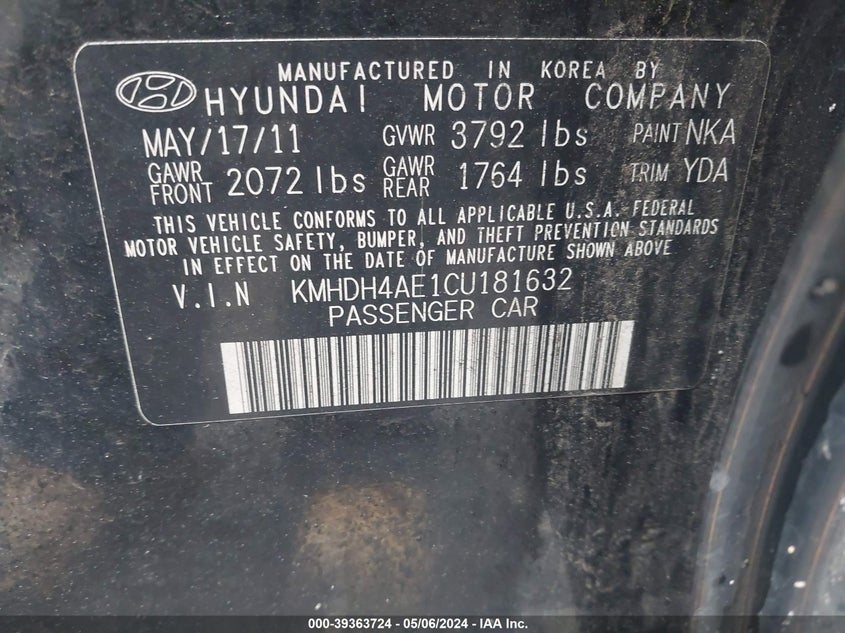 MANUFACTURED IN KOREA BY
HYUNDAI MOTOR COMPANY
MAY/17/11 GVWR 3792 lbs PAINT NKA
GAWR FRONT 2072 lbs GAWR REAR 1764 lbs TRIM YDA
THIS VEHICLE CONFORMS TO ALL APPLICABLE U.S.A. FEDERAL
MOTOR VEHICLE SAFETY, BUMPER, AND THEFT PREVENTION STANDARDS
IN EFFECT ON THE DATE OF MANUFACTURE SHOWN ABOVE
V.I.N KMHDH4AE1CU181632
PASSENGER CAR
000-39363724 - 05/06/2024 - IAA Inc.